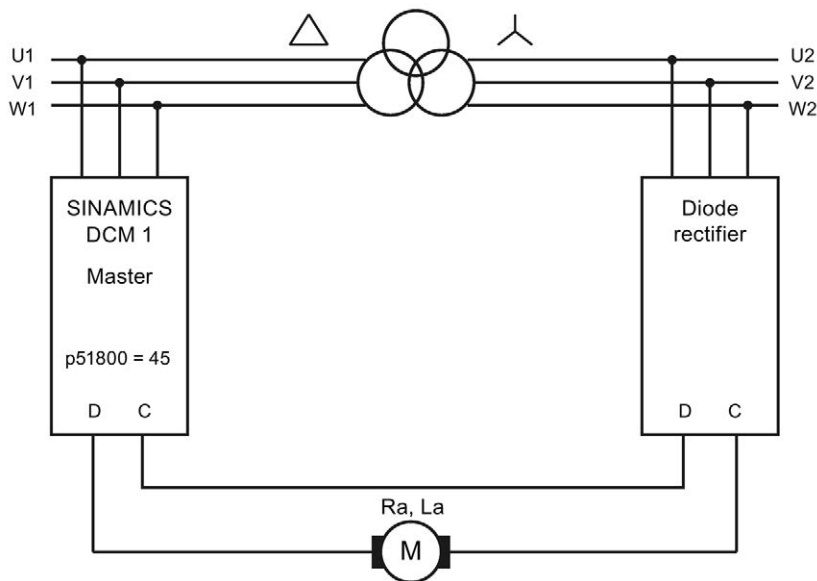 U1
V1
W1
U2
V2
W2
SINAMICS
DCM 1
Master
p51800 = 45
D C
Diode
rectifier
D C
Ra, La
M